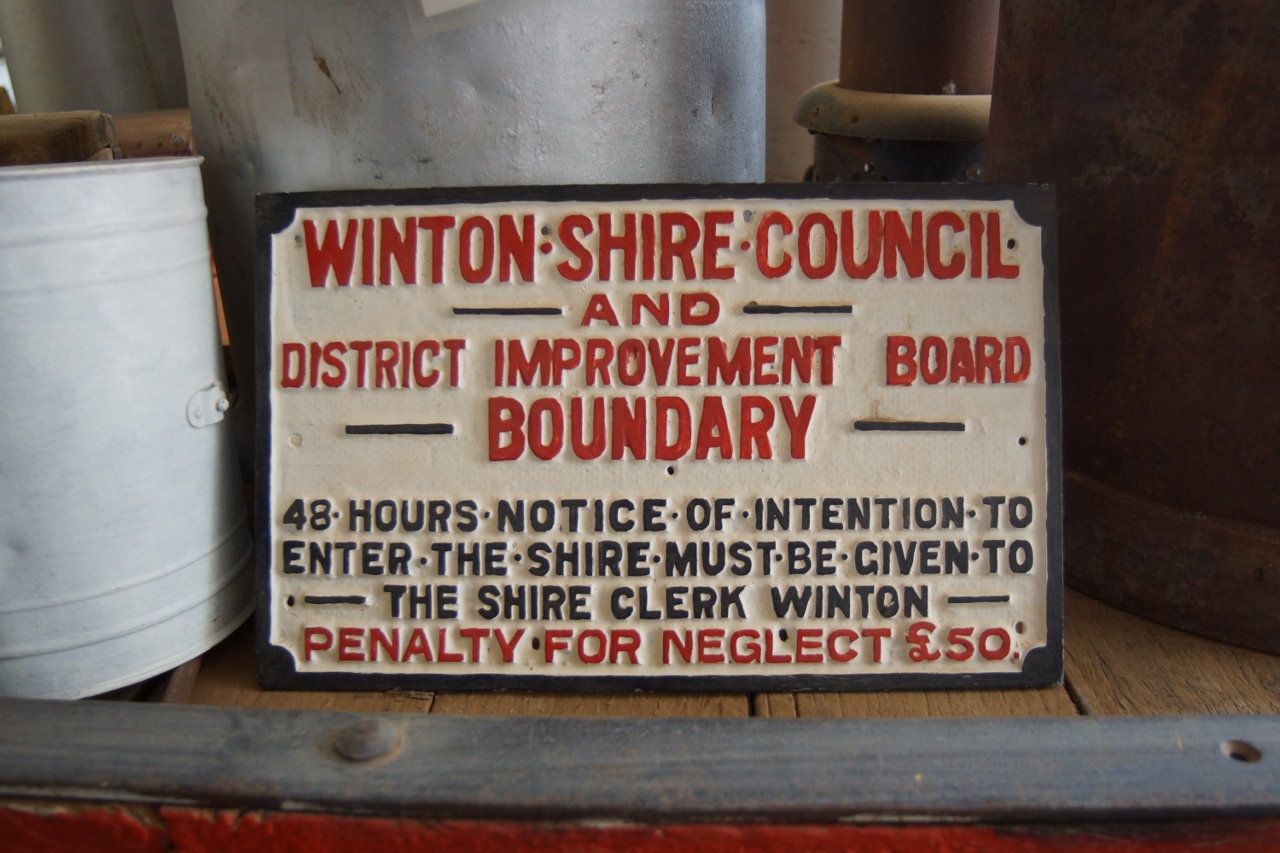 WINTON·SHIRE·COUNCIL
AND
DISTRICT IMPROVEMENT BOARD
BOUNDARY
48·HOURS·NOTICE·OF·INTENTION·TO
ENTER·THE·SHIRE·MUST·BE·GIVEN·TO
THE SHIRE CLERK WINTON
PENALTY FOR NEGLECT £50.